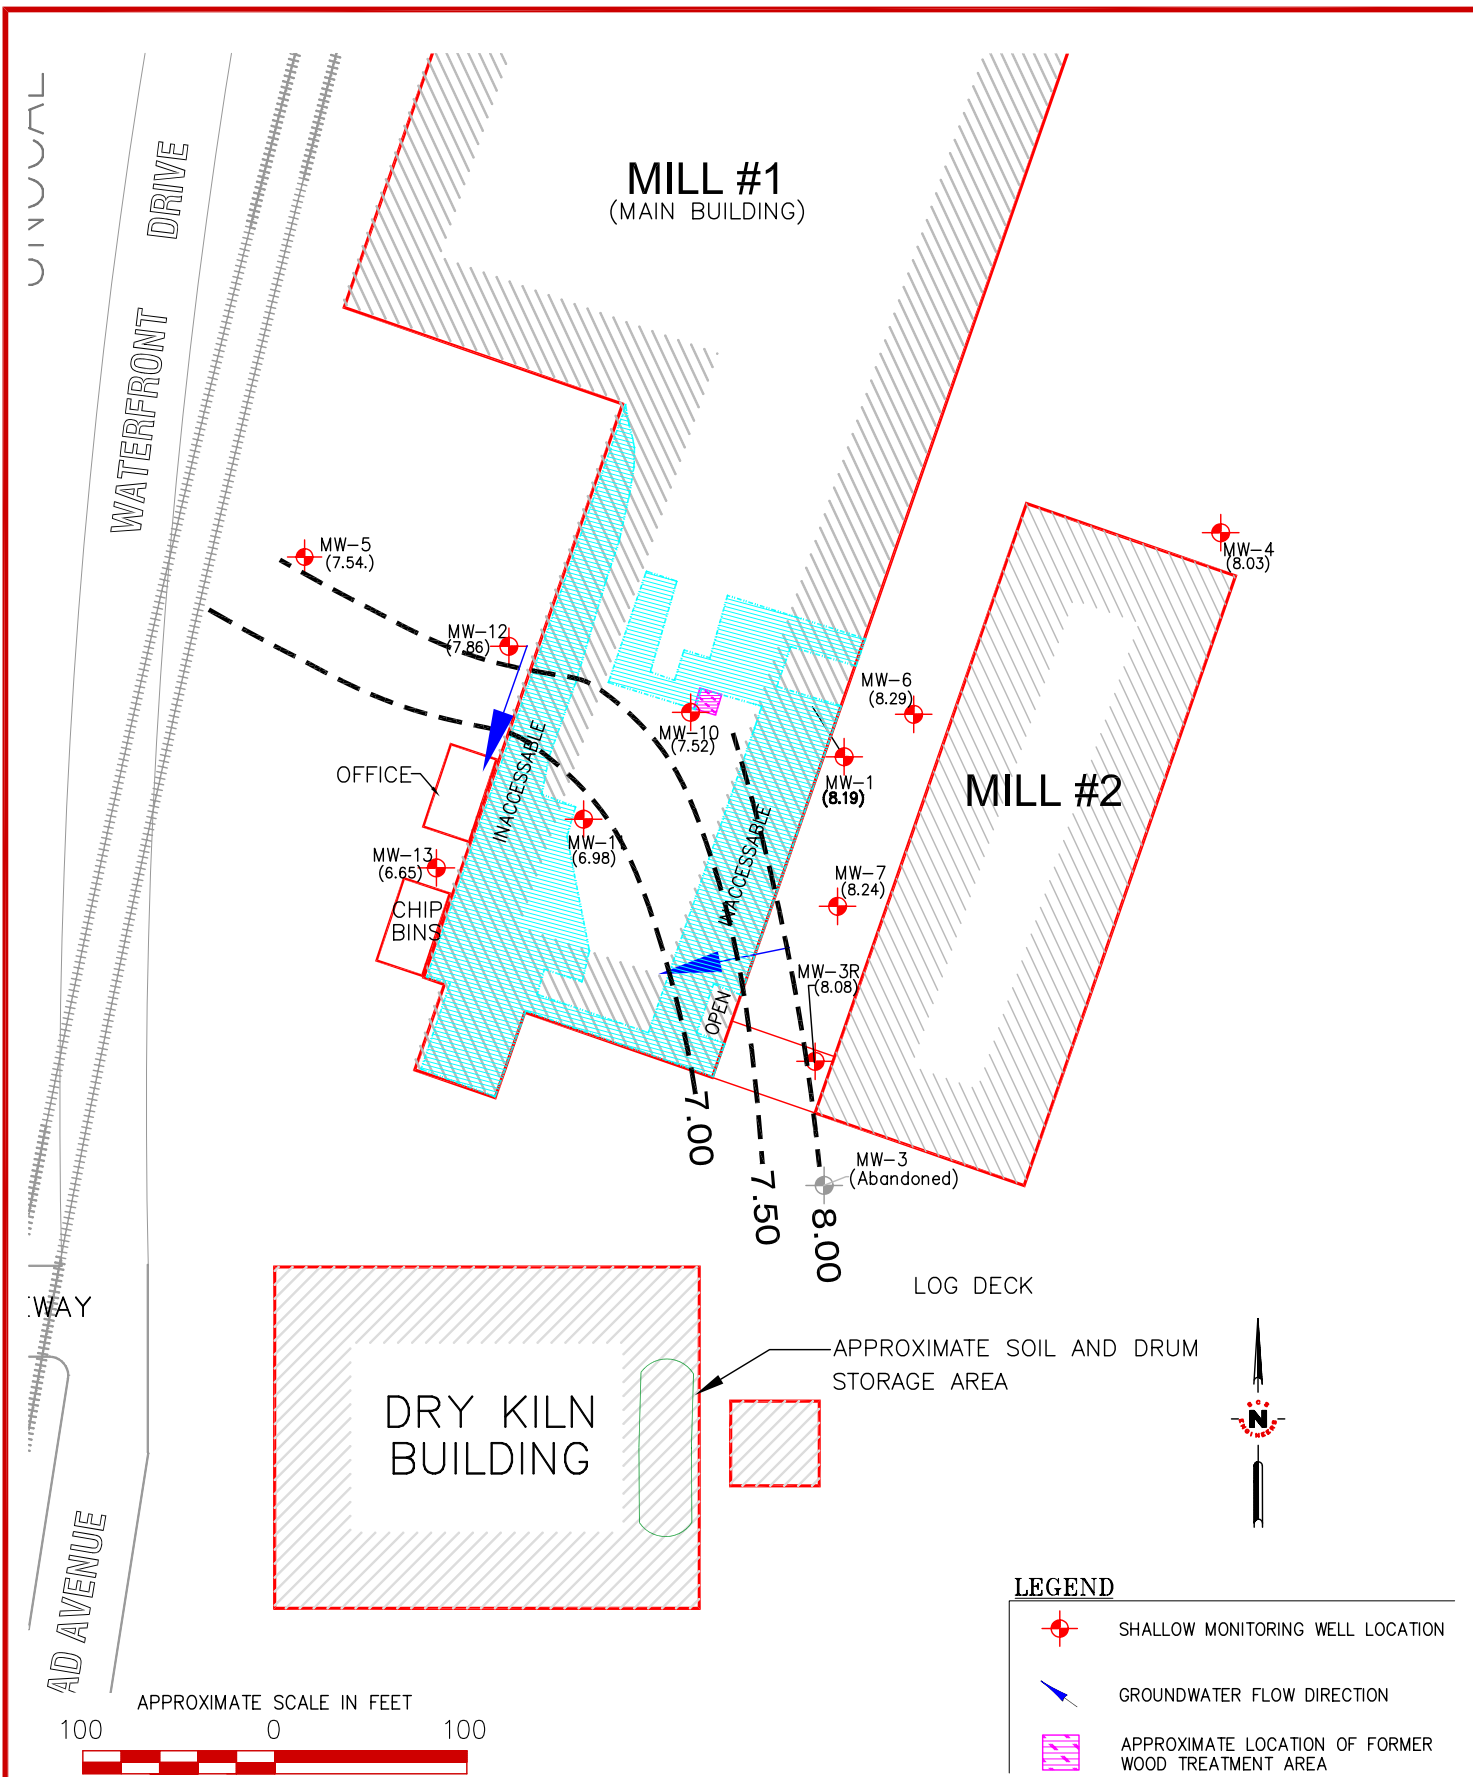 UNOCAL
DRIVE
WATERFRONT
MILL #1
(MAIN BUILDING)
MW-5
(7.54.)
MW-12
(7.86)
MW-4
(8.03)
MW-6
(8.29)
MW-10
(7.52)
MW-1
(8.19)
MILL #2
OFFICE
INACCESSABLE
INACCESSABLE
MW-1
(6.98)
MW-13
(6.65)
MW-7
(8.24)
CHIP
BINS
MW-3R
(8.08)
OPEN
7.00
7.50
8.00
MW-3
(Abandoned)
LOG DECK
WAY
APPROXIMATE SOIL AND DRUM
STORAGE AREA
DRY KILN
BUILDING
N
AD AVENUE
LEGEND
SHALLOW MONITORING WELL LOCATION
GROUNDWATER FLOW DIRECTION
APPROXIMATE LOCATION OF FORMER
WOOD TREATMENT AREA
APPROXIMATE SCALE IN FEET
100 0 100